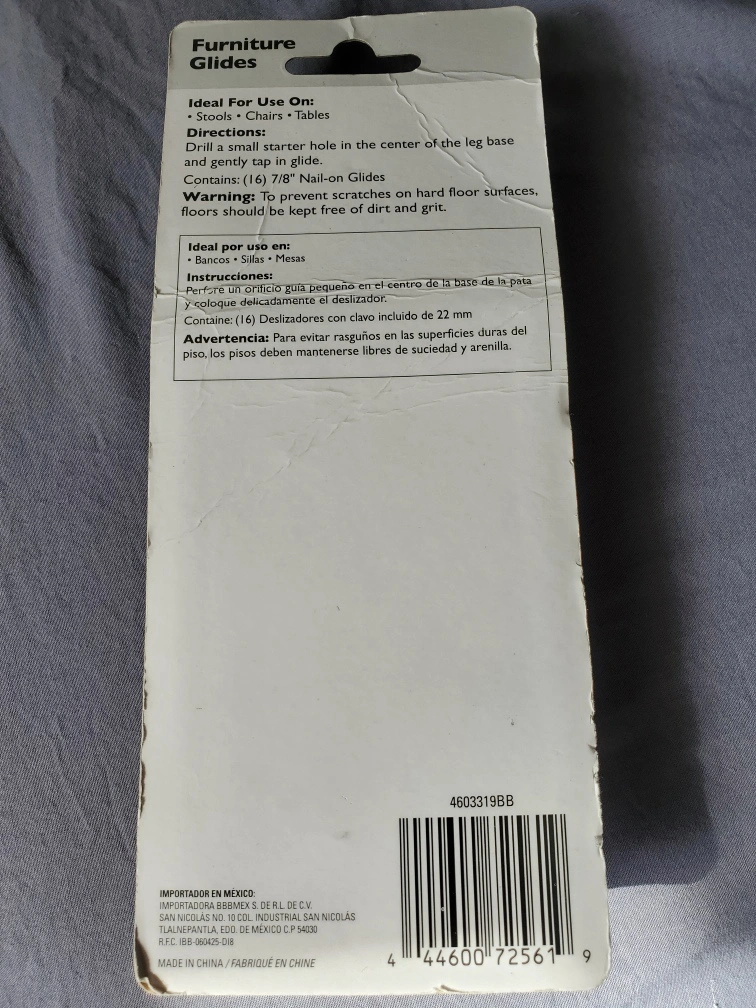 Furniture
Glides
Ideal For Use On:
• Stools • Chairs • Tables
Directions:
Drill a small starter hole in the center of the leg base
and gently tap in glide.
Contains: (16) 7/8" Nail-on Glides
Warning: To prevent scratches on hard floor surfaces,
floors should be kept free of dirt and grit.
Ideal por uso en:
• Bancos • Sillas • Mesas
Instrucciones:
Perfore un orificio guía pequeño en el centro de la base de la pata
y coloque delicadamente el deslizador.
Containe: (16) Deslizadores con clavo incluido de 22 mm
Advertencia: Para evitar rasguños en las superficies duras del
piso, los pisos deben mantenerse libres de suciedad y arenilla.
4603319BB
4 44600 72561 9
IMPORTADOR EN MÉXICO:
IMPORTADORA BBBMEX S. DE R.L. DE C.V.
SAN NICOLÁS NO. 10 COL. INDUSTRIAL SAN NICOLÁS
TLALNEPANTLA, EDO. DE MÉXICO C.P 54030
R.F.C. IBB-060425-DI8
MADE IN CHINA / FABRIQUÉ EN CHINE